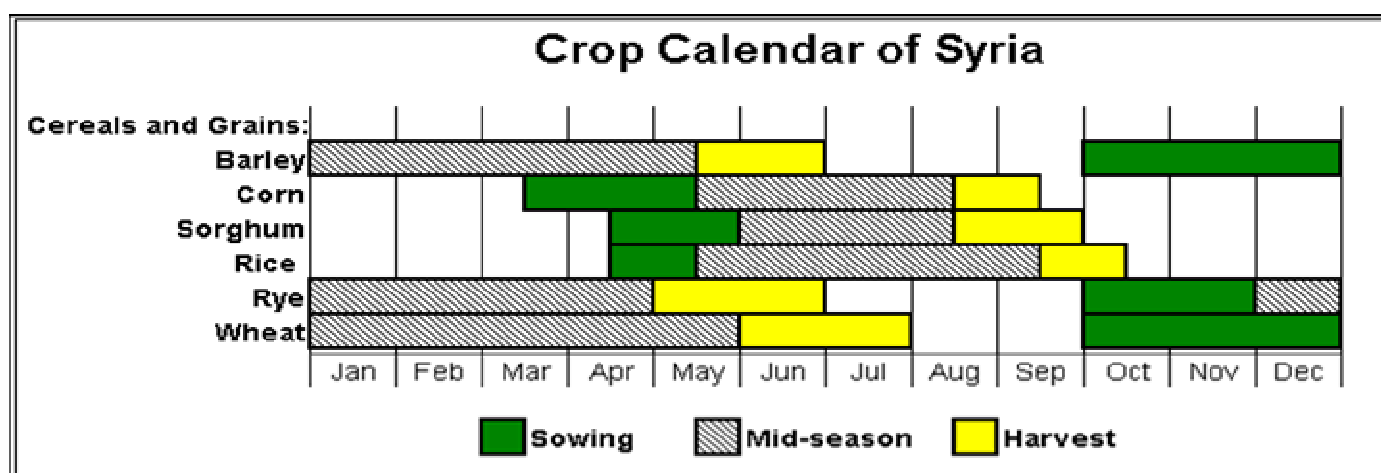 Crop Calendar of Syria
Cereals and Grains:
Barley
Corn
Sorghum
Rice
Rye
Wheat
Jan Feb Mar Apr May Jun Jul Aug Sep Oct Nov Dec
Sowing Mid-season Harvest